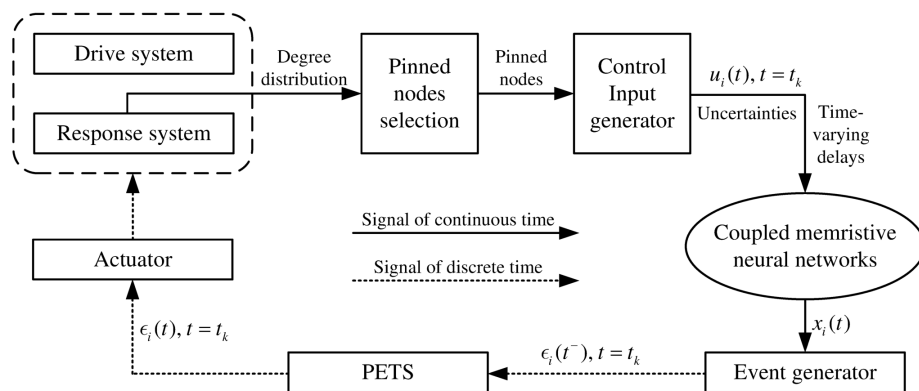 Drive system
Response system
Degree
distribution
Pinned
nodes
selection
Pinned
nodes
Control
Input
generator
u_i(t), t = t_k
Uncertainties
Time-
varying
delays
Signal of continuous time
Signal of discrete time
Coupled memristive
neural networks
x_i(t)
Event generator
ϵ_i(t⁻), t = t_k
PETS
ϵ_i(t), t = t_k
Actuator